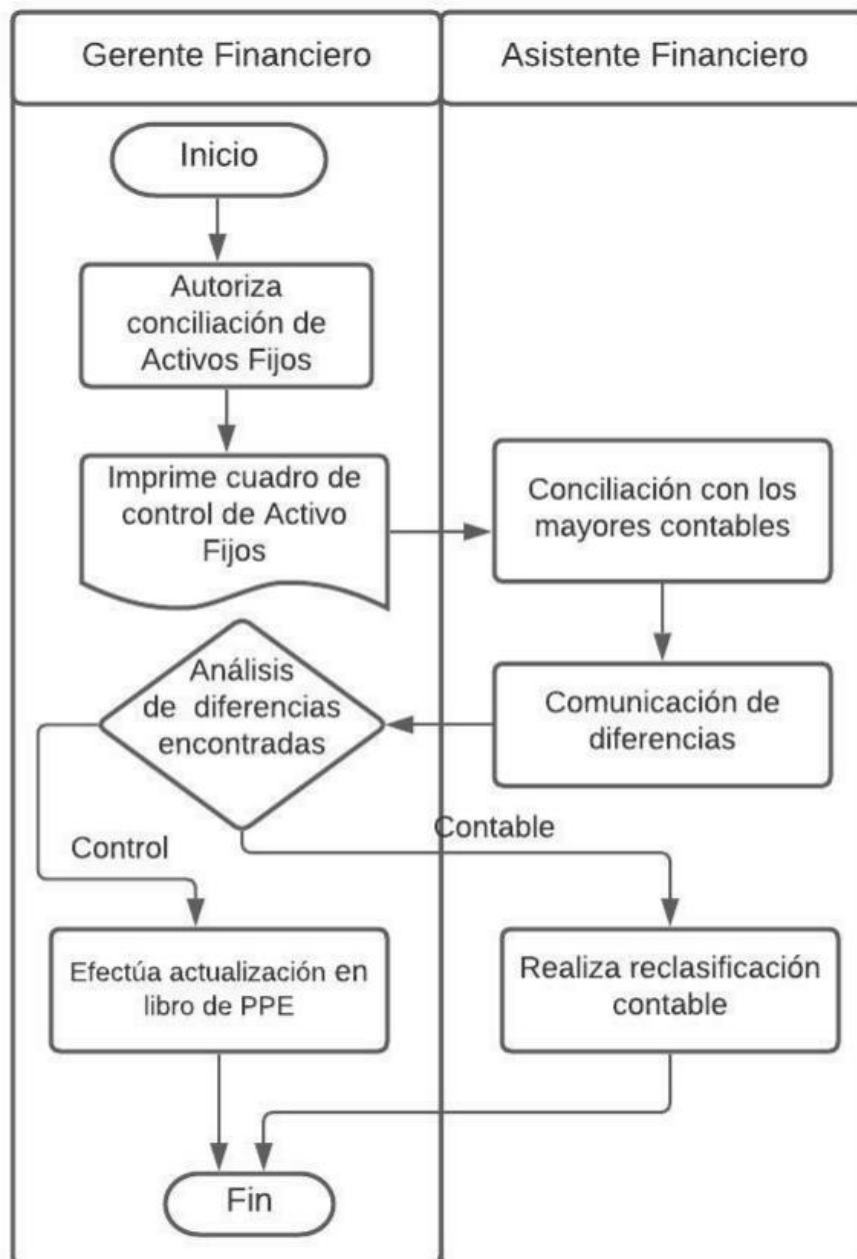 Gerente Financiero
Asistente Financiero
Inicio
Autoriza
conciliación de
Activos Fijos
Imprime cuadro de
control de Activo
Fijos
Conciliación con los
mayores contables
Comunicación de
diferencias
Análisis
de diferencias
encontradas
Control
Contable
Efectúa actualización en
libro de PPE
Realiza reclasificación
contable
Fin